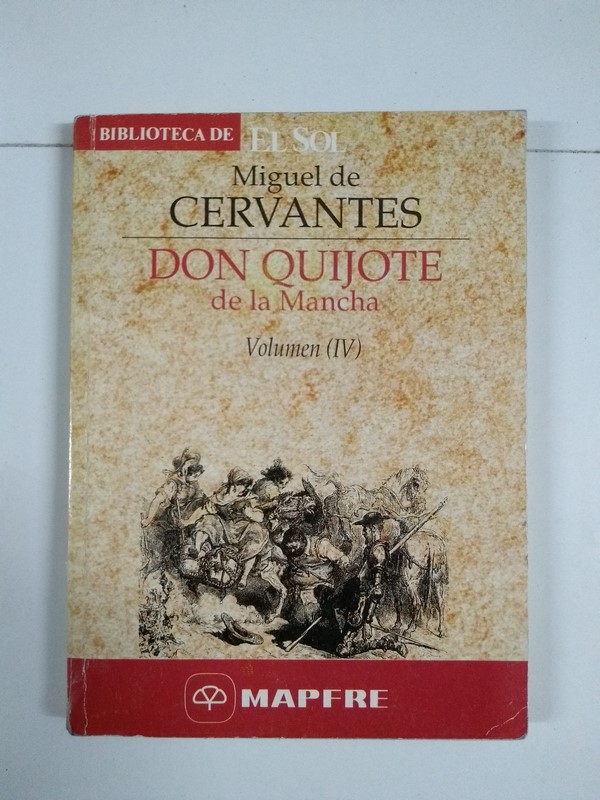 BIBLIOTECA DE EL SOL
Miguel de
CERVANTES
DON QUIJOTE
de la Mancha
Volumen (IV)
MAPFRE